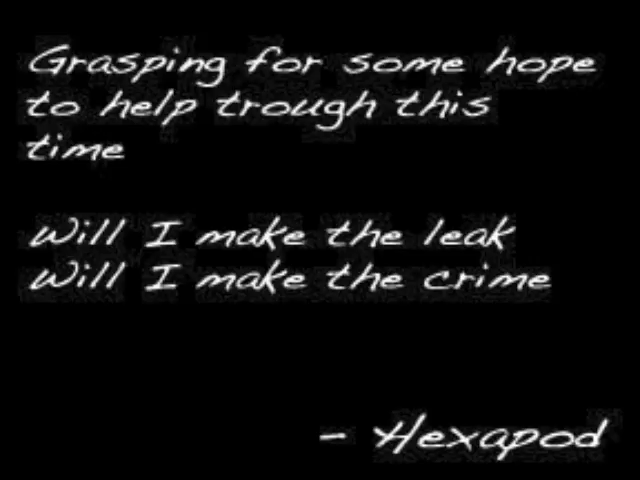 Grasping for some hope
to help trough this
time
Will I make the leak
Will I make the crime
- Hexapod